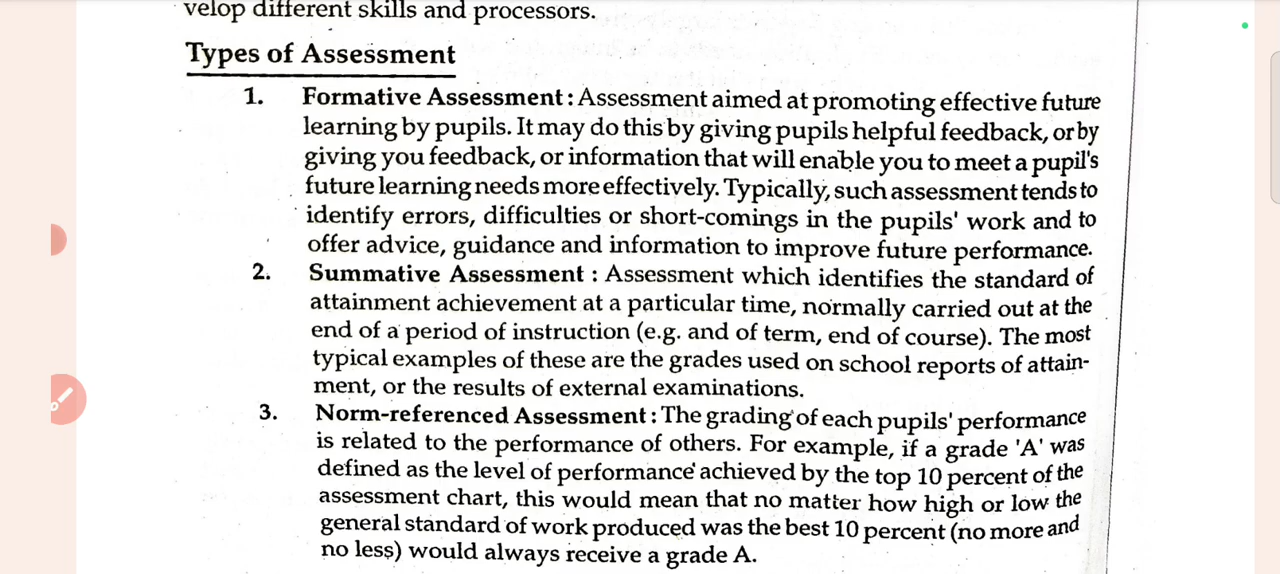 velop different skills and processors.
Types of Assessment
1. Formative Assessment : Assessment aimed at promoting effective future
learning by pupils. It may do this by giving pupils helpful feedback, or by
giving you feedback, or information that will enable you to meet a pupil's
future learning needs more effectively. Typically, such assessment tends to
identify errors, difficulties or short-comings in the pupils' work and to
offer advice, guidance and information to improve future performance.
2. Summative Assessment : Assessment which identifies the standard of
attainment achievement at a particular time, normally carried out at the
end of a period of instruction (e.g. and of term, end of course). The most
typical examples of these are the grades used on school reports of attain-
ment, or the results of external examinations.
3. Norm-referenced Assessment : The grading of each pupils' performance
is related to the performance of others. For example, if a grade 'A' was
defined as the level of performance achieved by the top 10 percent of the
assessment chart, this would mean that no matter how high or low the
general standard of work produced was the best 10 percent (no more and
no less) would always receive a grade A.